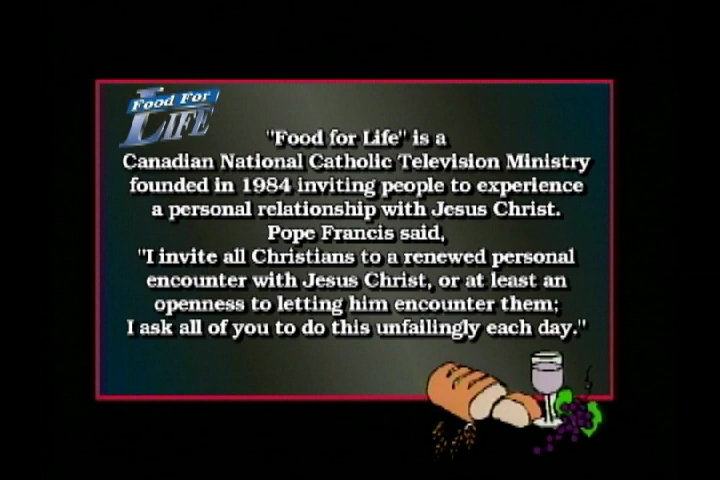 Food For
LIFE
"Food for Life" is a
Canadian National Catholic Television Ministry
founded in 1984 inviting people to experience
a personal relationship with Jesus Christ.
Pope Francis said,
"I invite all Christians to a renewed personal
encounter with Jesus Christ, or at least an
openness to letting him encounter them;
I ask all of you to do this unfailingly each day."